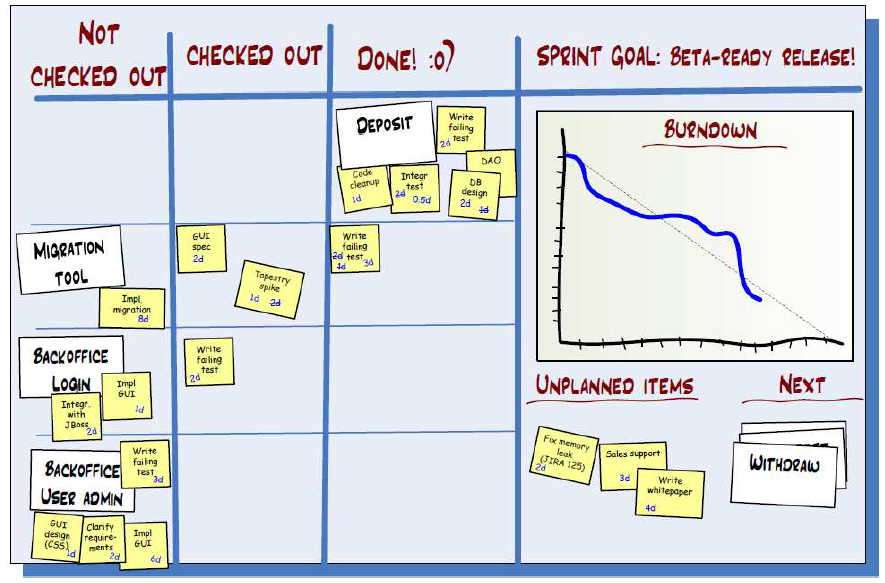 NOT
CHECKED OUT
CHECKED OUT
DONE! :o)
SPRINT GOAL: BETA-READY RELEASE!
DEPOSIT
Write
failing
test
2d
DAO
Code
cleanup
1d
Integr
test
2d 0.5d
DB
design
2d 1d
BURNDOWN
MIGRATION
TOOL
Impl.
migration
8d
GUI
spec
2d
Tapestry
spike
1d 2d
Write
failing
2d test
1d 3d
BACKOFFICE
LOGIN
Impl
GUI
1d
Integr.
with
JBoss
2d
Write
failing
test
2d
UNPLANNED ITEMS
NEXT
Fix memory
leak
(JIRA 125)
2d
Sales support
3d
Write
whitepaper
4d
WITHDRAW
BACKOFFICE
USER ADMIN
Write
failing
test
3d
GUI
design
(CSS)
1d
Clarify
require-
ments
2d
Impl
GUI
6d